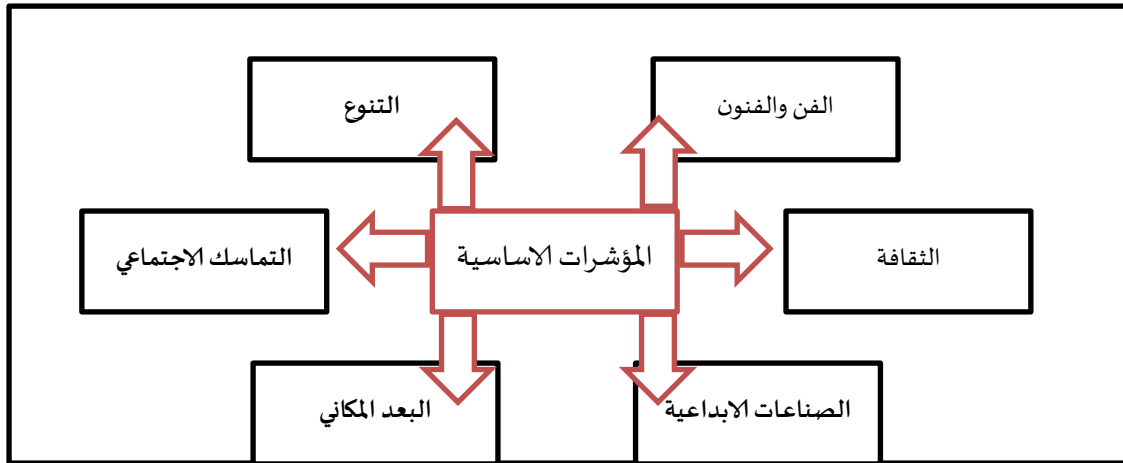 الفن والفنون
التنوع
المؤشرات الاساسية
الثقافة
التماسك الاجتماعي
الصناعات الابداعية
البعد المكاني